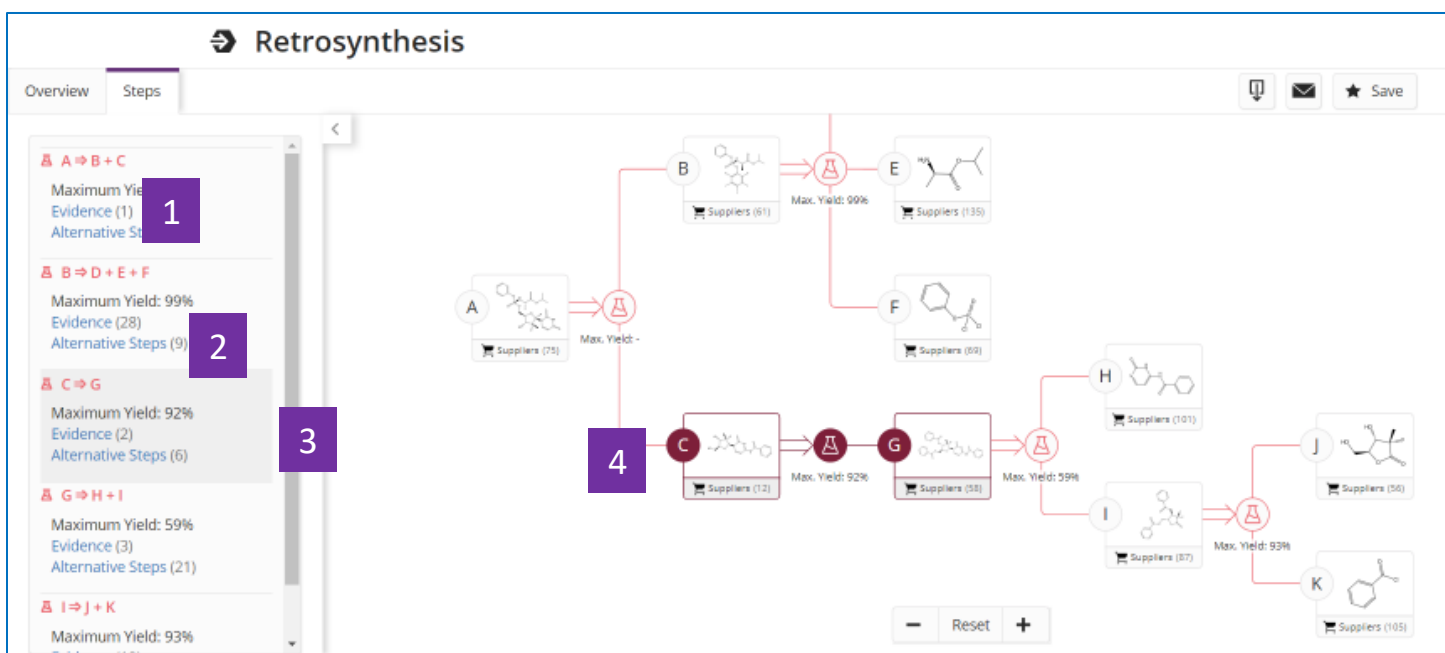 Retrosynthesis
Overview
Steps
Save
A ⇒ B + C
Maximum
Evidence (1)
Alternative
1
B ⇒ D + E + F
Maximum Yield: 99%
Evidence (28)
Alternative Steps (9)
2
C ⇒ G
Maximum Yield: 92%
Evidence (2)
Alternative Steps (6)
3
G ⇒ H + I
Maximum Yield: 59%
Evidence (3)
Alternative Steps (21)
I ⇒ J + K
Maximum Yield: 93%
A
Suppliers (75)
Max. Yield: -
B
Suppliers (61)
Max. Yield: 99%
E
Suppliers (135)
F
Suppliers (69)
4
C
Suppliers (12)
Max. Yield: 92%
G
Suppliers (58)
Max. Yield: 59%
H
Suppliers (101)
I
Suppliers (87)
Max. Yield: 93%
J
HO
HO
Suppliers (56)
K
Suppliers (105)
Reset